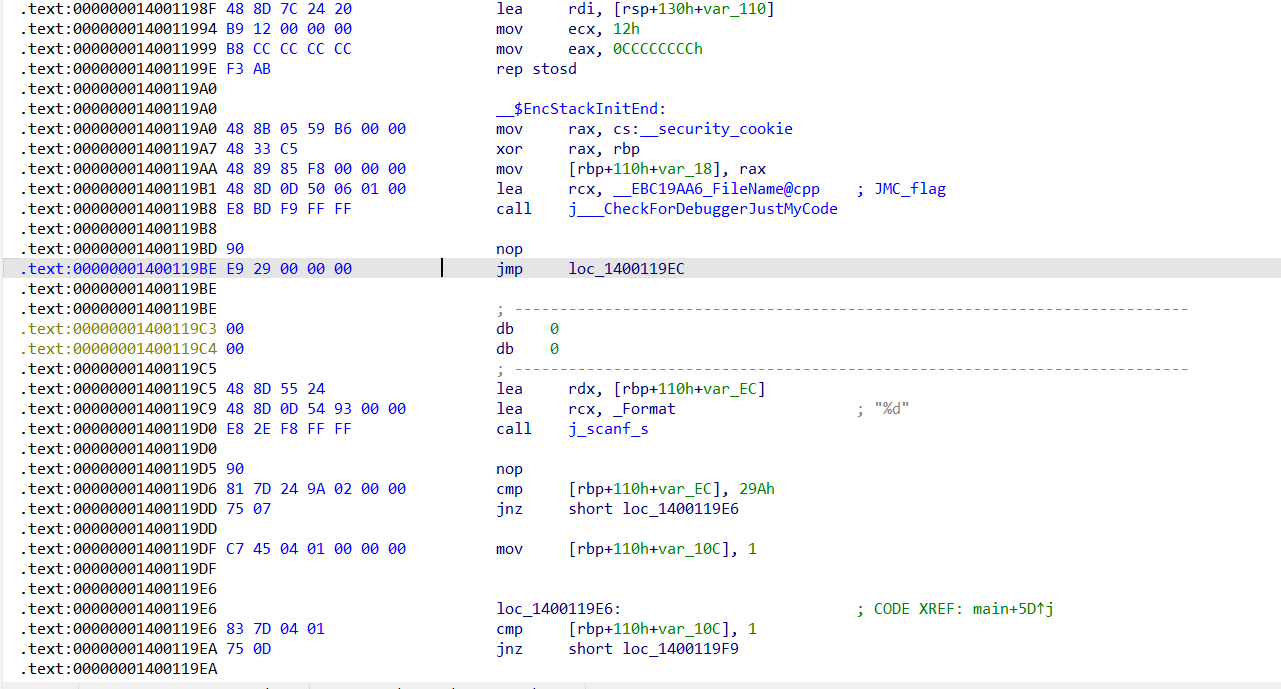 .text:000000014001198F 48 8D 7C 24 20 lea rdi, [rsp+130h+var_110]
.text:0000000140011994 B9 12 00 00 00 mov ecx, 12h
.text:0000000140011999 B8 CC CC CC CC mov eax, 0CCCCCCCCh
.text:000000014001199E F3 AB rep stosd
.text:00000001400119A0
.text:00000001400119A0 __$EncStackInitEnd:
.text:00000001400119A0 48 8B 05 59 B6 00 00 mov rax, cs:__security_cookie
.text:00000001400119A7 48 33 C5 xor rax, rbp
.text:00000001400119AA 48 89 85 F8 00 00 00 mov [rbp+110h+var_18], rax
.text:00000001400119B1 48 8D 0D 50 06 01 00 lea rcx, __EBC19AA6_FileName@cpp ; JMC_flag
.text:00000001400119B8 E8 BD F9 FF FF call j___CheckForDebuggerJustMyCode
.text:00000001400119B8
.text:00000001400119BD 90 nop
.text:00000001400119BE E9 29 00 00 00 jmp loc_1400119EC
.text:00000001400119BE
.text:00000001400119BE ; ---------------------------------------------------------------------------
.text:00000001400119C3 00 db 0
.text:00000001400119C4 00 db 0
.text:00000001400119C5 ; ---------------------------------------------------------------------------
.text:00000001400119C5 48 8D 55 24 lea rdx, [rbp+110h+var_EC]
.text:00000001400119C9 48 8D 0D 54 93 00 00 lea rcx, _Format ; "%d"
.text:00000001400119D0 E8 2E F8 FF FF call j_scanf_s
.text:00000001400119D0
.text:00000001400119D5 90 nop
.text:00000001400119D6 81 7D 24 9A 02 00 00 cmp [rbp+110h+var_EC], 29Ah
.text:00000001400119DD 75 07 jnz short loc_1400119E6
.text:00000001400119DD
.text:00000001400119DF C7 45 04 01 00 00 00 mov [rbp+110h+var_10C], 1
.text:00000001400119DF
.text:00000001400119E6
.text:00000001400119E6 loc_1400119E6: ; CODE XREF: main+5D↑j
.text:00000001400119E6 83 7D 04 01 cmp [rbp+110h+var_10C], 1
.text:00000001400119EA 75 0D jnz short loc_1400119F9
.text:00000001400119EA